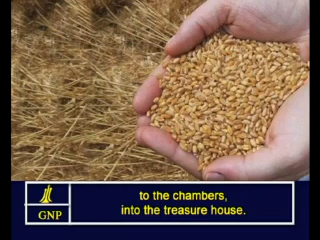 to the chambers,
into the treasure house.
GNP